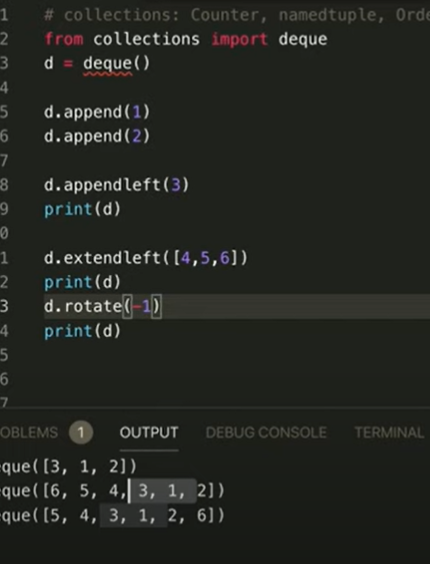 1 # collections: Counter, namedtuple, Orde
2 from collections import deque
3 d = deque()
4
5 d.append(1)
6 d.append(2)
7
8 d.appendleft(3)
9 print(d)
0
1 d.extendleft([4,5,6])
2 print(d)
3 d.rotate(-1)
4 print(d)
5
6
7
OBLEMS 1 OUTPUT DEBUG CONSOLE TERMINAL
eque([3, 1, 2])
eque([6, 5, 4, 3, 1, 2])
eque([5, 4, 3, 1, 2, 6])